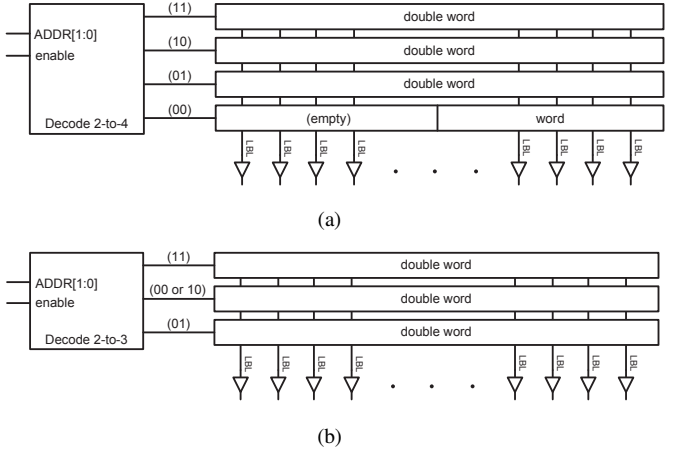 (11)
double word
ADDR[1:0]
(10)
double word
enable
(01)
double word
(00)
(empty)
word
Decode 2-to-4
LBL LBL LBL LBL LBL LBL LBL LBL
(a)
(11)
double word
ADDR[1:0]
(00 or 10)
double word
enable
(01)
double word
Decode 2-to-3
LBL LBL LBL LBL LBL LBL LBL LBL
(b)